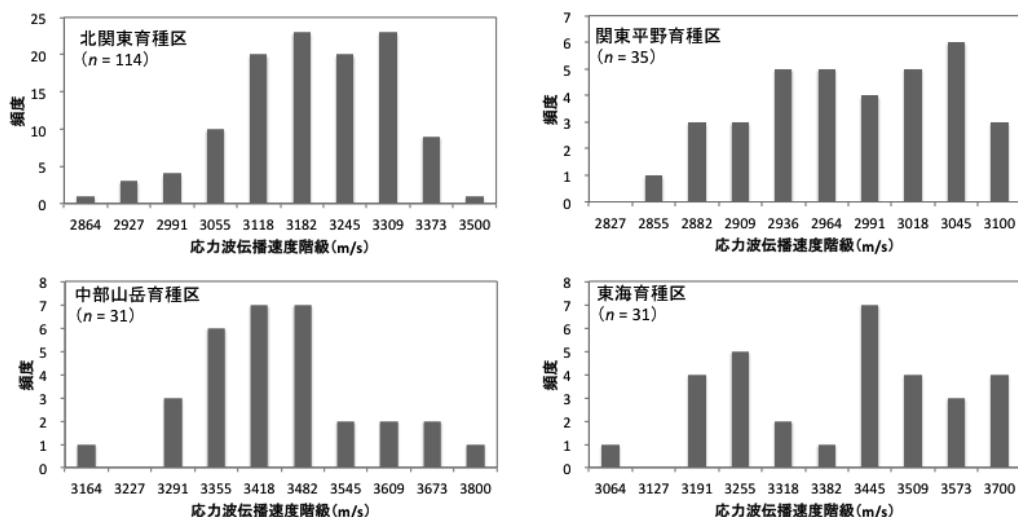 北関東育種区
(n = 114)
頻度
25
20
15
10
5
0
2864 2927 2991 3055 3118 3182 3245 3309 3373 3500
応力波伝播速度階級(m/s)
関東平野育種区
(n = 35)
頻度
7
6
5
4
3
2
1
0
2827 2855 2882 2909 2936 2964 2991 3018 3045 3100
応力波伝播速度階級(m/s)
中部山岳育種区
(n = 31)
頻度
8
7
6
5
4
3
2
1
0
3164 3227 3291 3355 3418 3482 3545 3609 3673 3800
応力波伝播速度階級(m/s)
東海育種区
(n = 31)
頻度
8
7
6
5
4
3
2
1
0
3064 3127 3191 3255 3318 3382 3445 3509 3573 3700
応力波伝播速度階級(m/s)